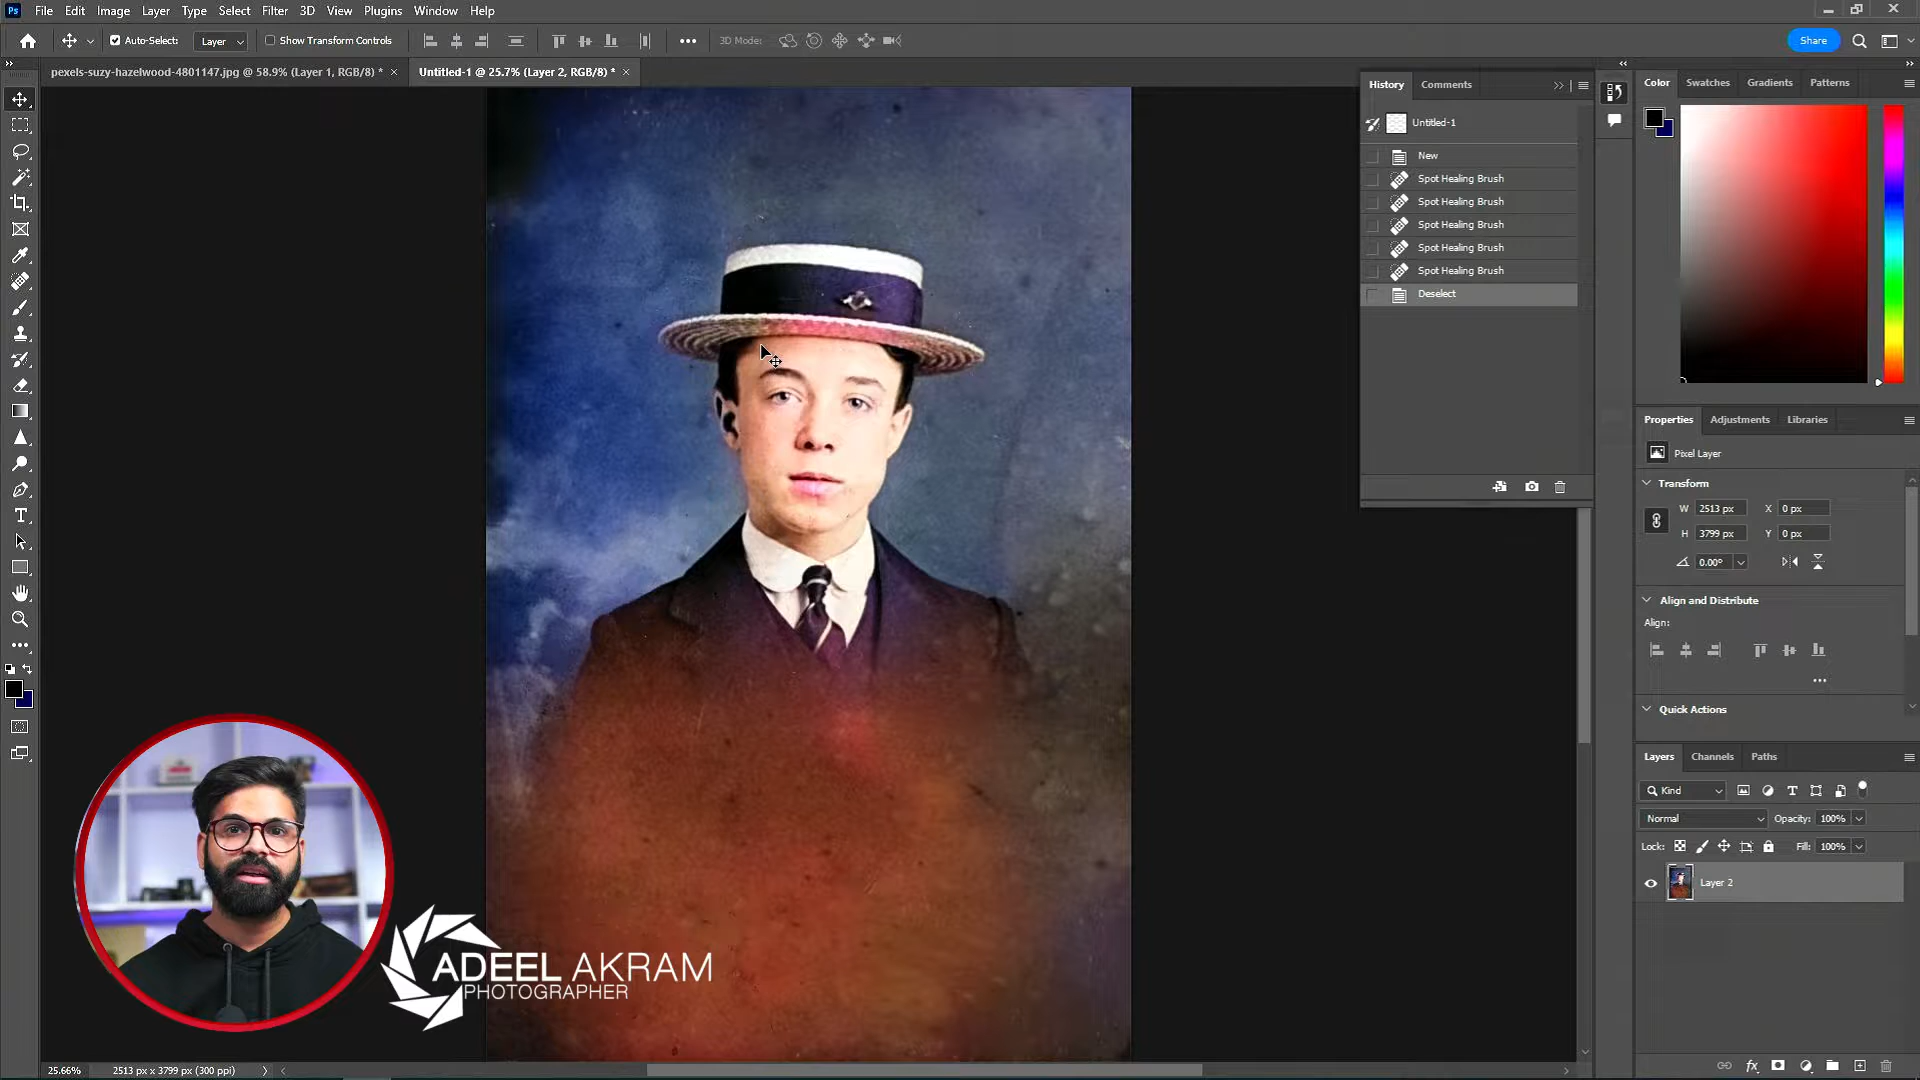 Ps File Edit Image Layer Type Select Filter 3D View Plugins Window Help
Auto-Select: Layer Show Transform Controls 3D Mode: Share
pexels-suzy-hazelwood-4801147.jpg @ 58.9% (Layer 1, RGB/8) *
Untitled-1 @ 25.7% (Layer 2, RGB/8) *
History Comments
Untitled-1
New
Spot Healing Brush
Spot Healing Brush
Spot Healing Brush
Spot Healing Brush
Spot Healing Brush
Deselect
Color Swatches Gradients Patterns
Properties Adjustments Libraries
Pixel Layer
Transform
W 2513 px X 0 px
H 3799 px Y 0 px
0.00°
Align and Distribute
Align:
Quick Actions
Layers Channels Paths
Kind
Normal Opacity: 100%
Lock: Fill: 100%
Layer 2
ADEEL AKRAM
PHOTOGRAPHER
25.66% 2513 px x 3799 px (300 ppi)